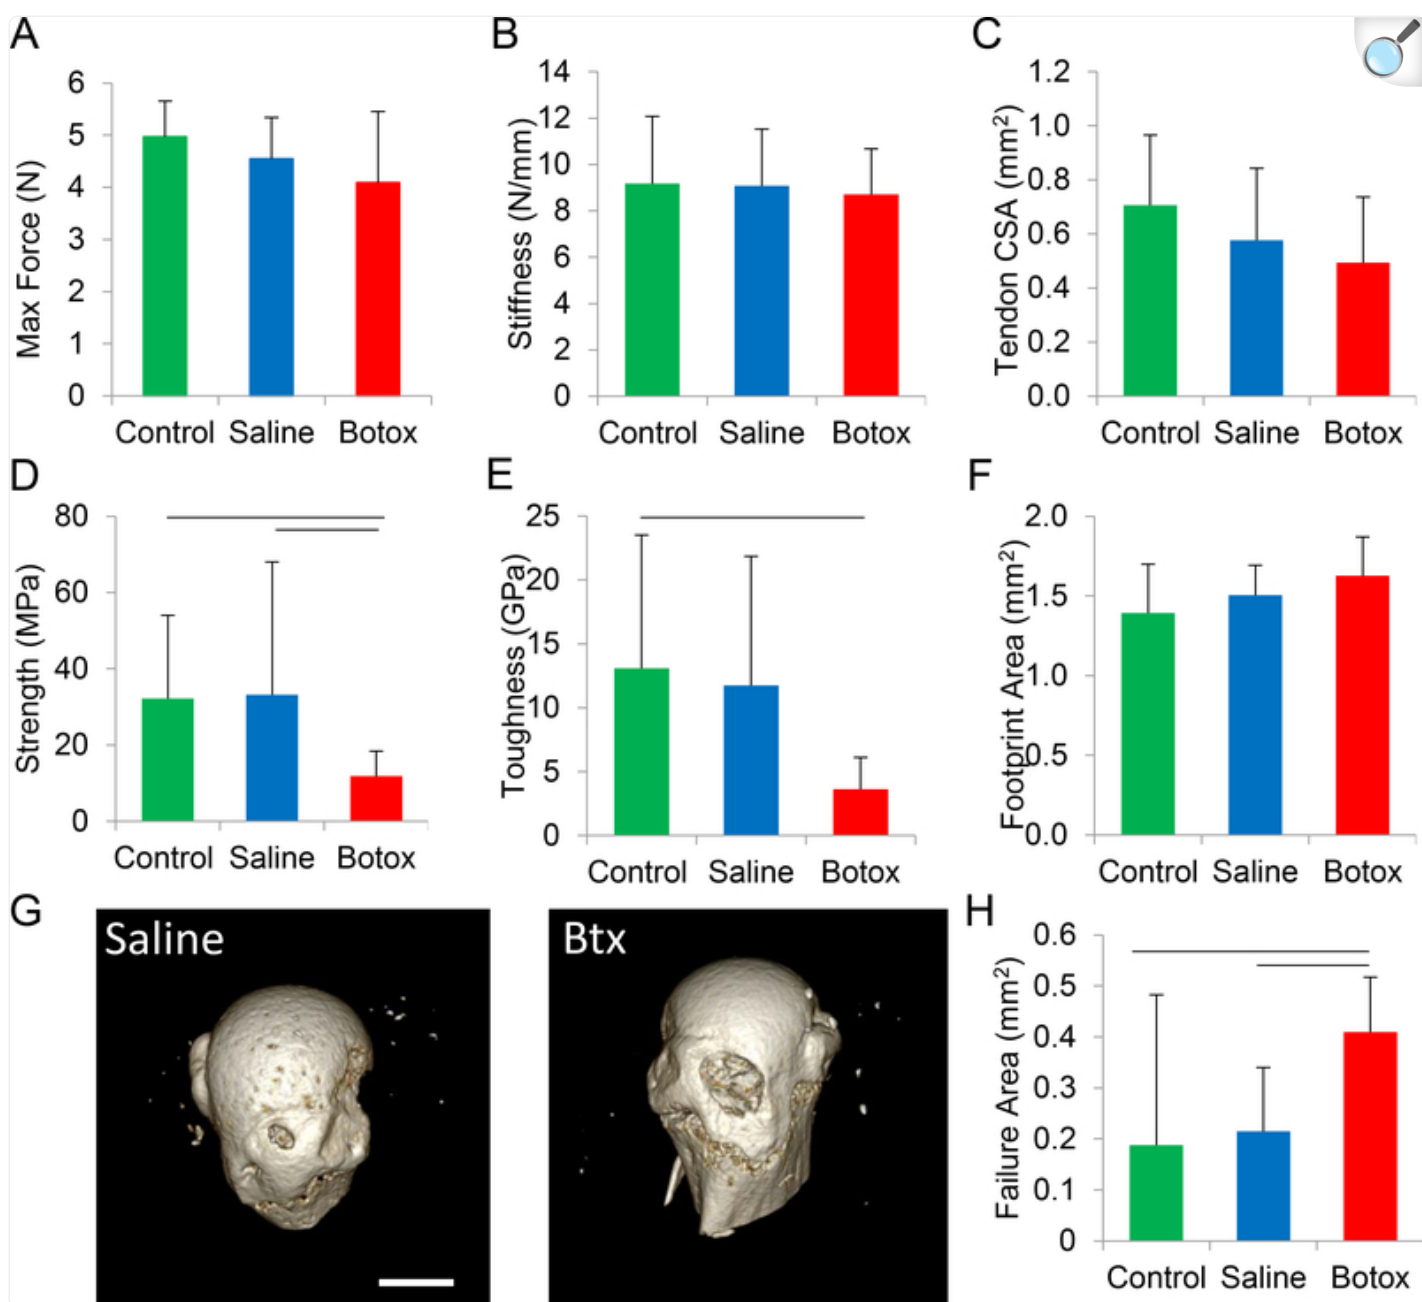 A
Max Force (N)
6
5
4
3
2
1
0
Control Saline Botox
B
Stiffness (N/mm)
14
12
10
8
6
4
2
0
Control Saline Botox
C
Tendon CSA (mm²)
1.2
1.0
0.8
0.6
0.4
0.2
0.0
Control Saline Botox
D
Strength (MPa)
80
60
40
20
0
Control Saline Botox
E
Toughness (GPa)
25
20
15
10
5
0
Control Saline Botox
F
Footprint Area (mm²)
2.0
1.5
1.0
0.5
0.0
Control Saline Botox
G
Saline
Btx
H
Failure Area (mm²)
0.6
0.5
0.4
0.3
0.2
0.1
0
Control Saline Botox